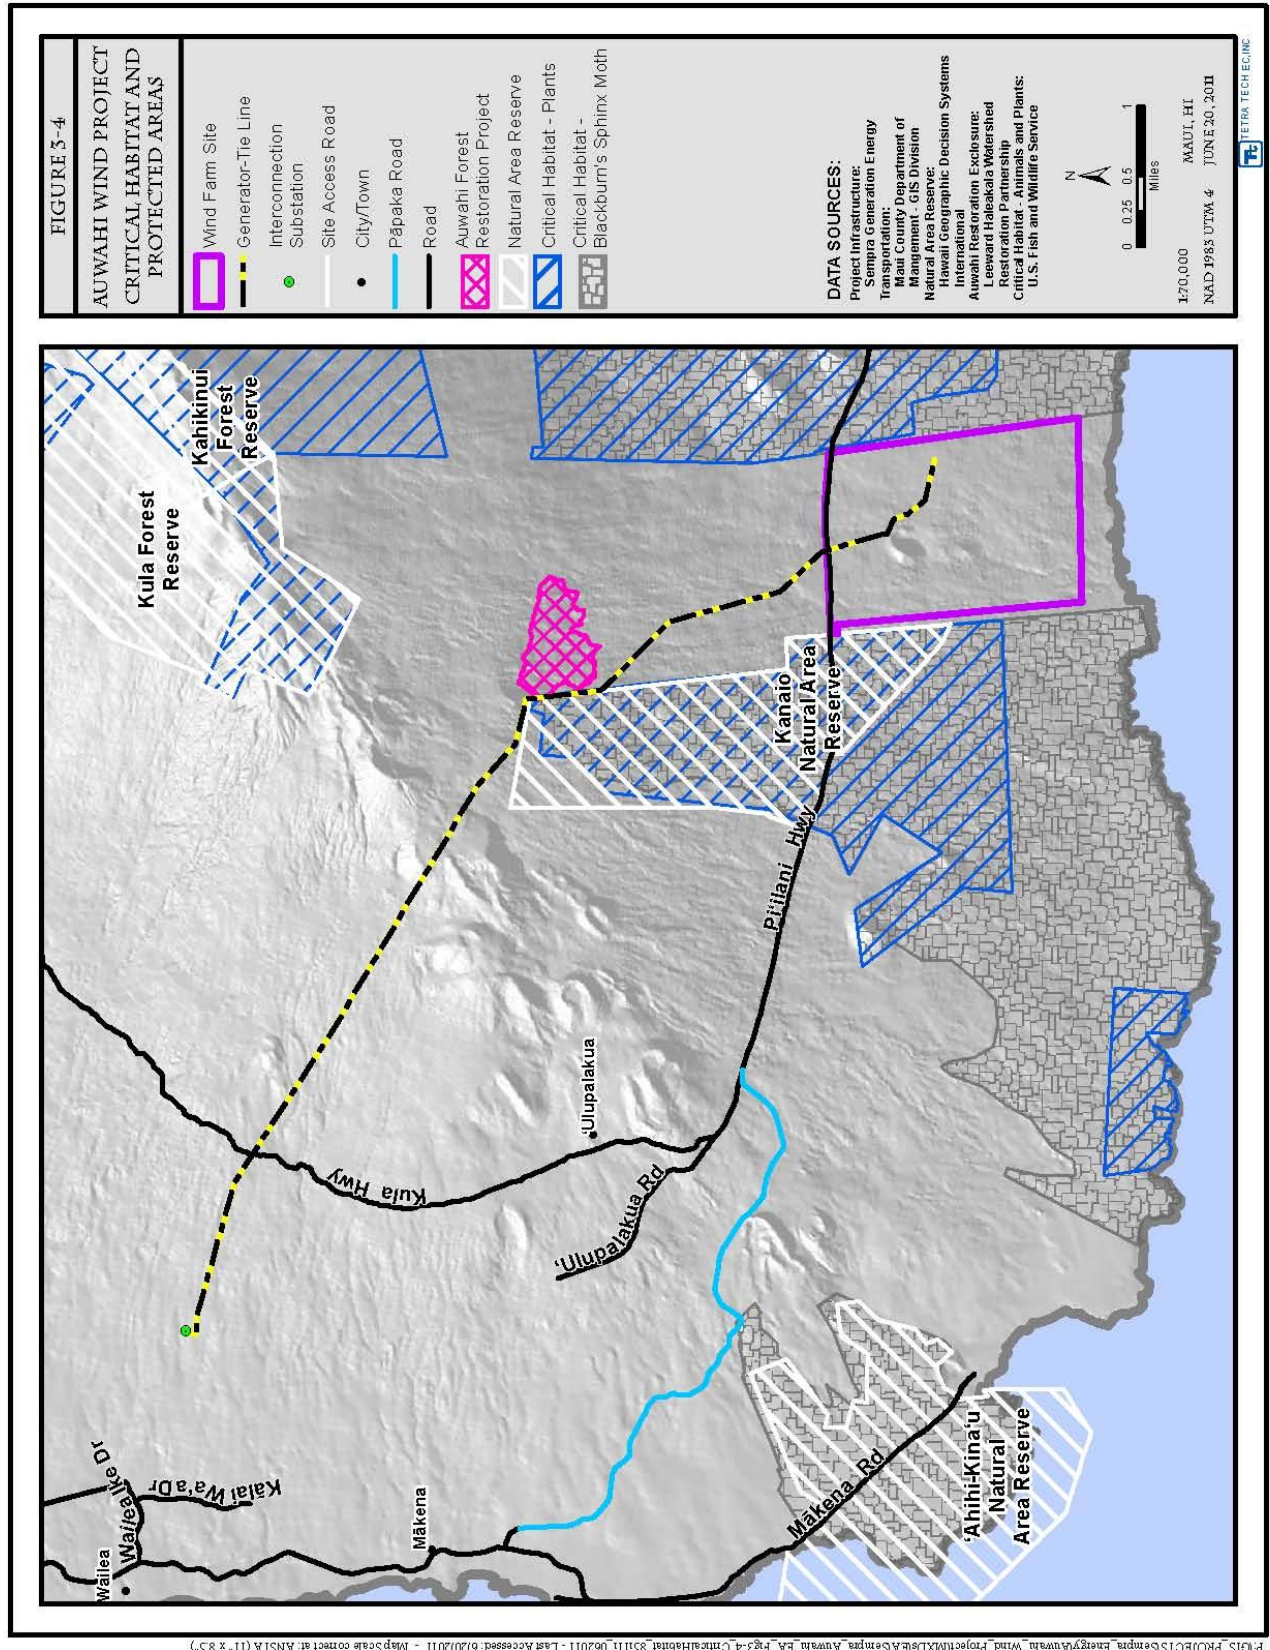 FIGURE 3-4
AUWAHI WIND PROJECT
CRITICAL HABITAT AND
PROTECTED AREAS
Wind Farm Site
Generator-Tie Line
Interconnection
Substation
Site Access Road
City/Town
Pāpaka Road
Road
Auwahi Forest
Restoration Project
Natural Area Reserve
Critical Habitat - Plants
Critical Habitat -
Blackburn's Sphinx Moth
DATA SOURCES:
Project Infrastructure:
Sempra Generation Energy
Transportation:
Maui County Department of
Mangement - GIS Division
Natural Area Reserve:
Hawaii Geographic Decision Systems
International
Auwahi Restoration Exclosure:
Leeward Haleakala Watershed
Restoration Partnership
Critical Habitat - Animals and Plants:
U.S. Fish and Wildlife Service
N
0 0.25 0.5 1
Miles
1:70,000 MAUI, HI
NAD 1983 UTM 4 JUNE 20, 2011
TETRA TECH EC, INC
Kula Forest
Reserve
Kahikinui
Forest
Reserve
Kanaio
Natural Area
Reserve
Pi'ilani Hwy
'Ulupalakua
Kula Hwy
'Ulupalakua Rd
Wailea
Wailea Ike Dr
Kalai Wa'a Dr
Mākena
Mākena Rd
'Ahihi-Kina'u
Natural
Area Reserve